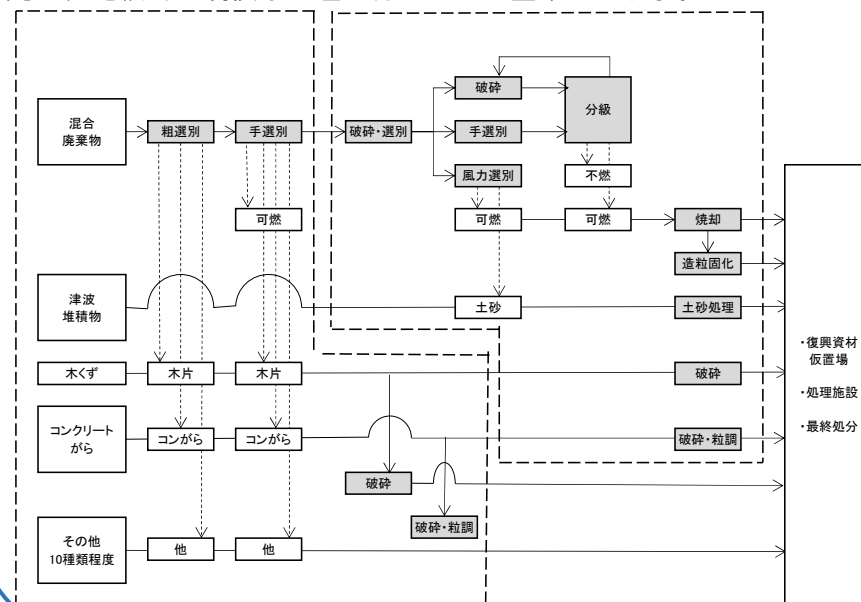 破砕
分級
混合
廃棄物
粗選別
手選別
破砕・選別
手選別
風力選別
不燃
可燃
可燃
可燃
焼却
造粒固化
津波
堆積物
土砂
土砂処理
・復興資材
仮置場
・処理施設
・最終処分
木くず
木片
木片
破砕
コンクリート
がら
コンがら
コンがら
破砕・粒調
破砕
破砕・粒調
その他
10種類程度
他
他